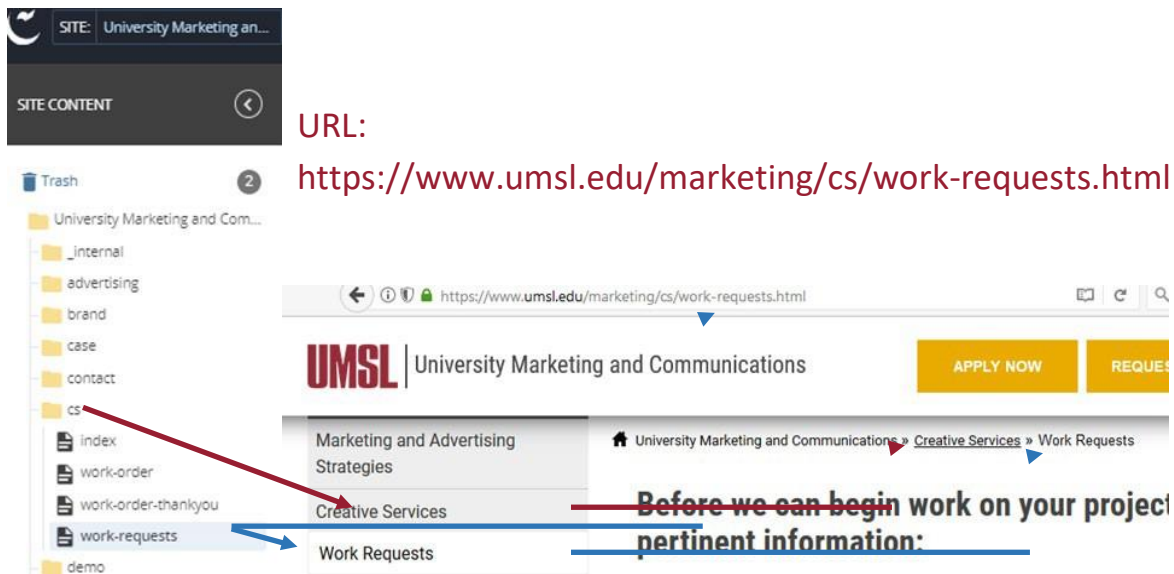 SITE: University Marketing an...
SITE CONTENT
URL:
https://www.umsl.edu/marketing/cs/work-requests.html
Trash 2
University Marketing and Com...
_internal
advertising
brand
case
contact
cs
index
work-order
work-order-thankyou
work-requests
demo
https://www.umsl.edu/marketing/cs/work-requests.html
UMSL University Marketing and Communications
APPLY NOW
REQUES
Marketing and Advertising
Strategies
Creative Services
Work Requests
University Marketing and Communications » Creative Services » Work Requests
Before we can begin work on your project
pertinent information: